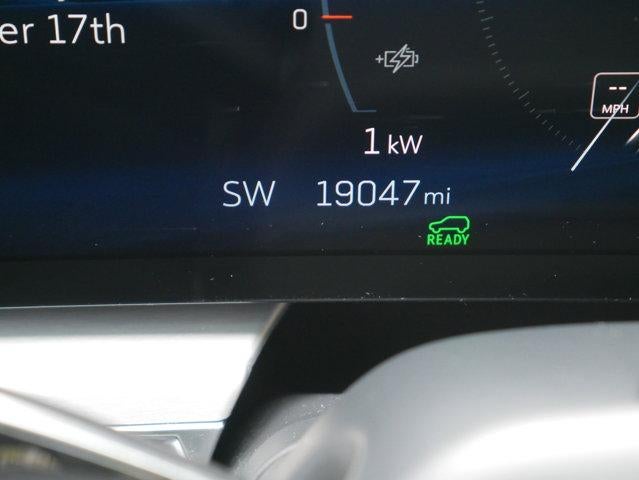 er 17th
0
--
MPH
1 kW
SW 19047 mi
READY